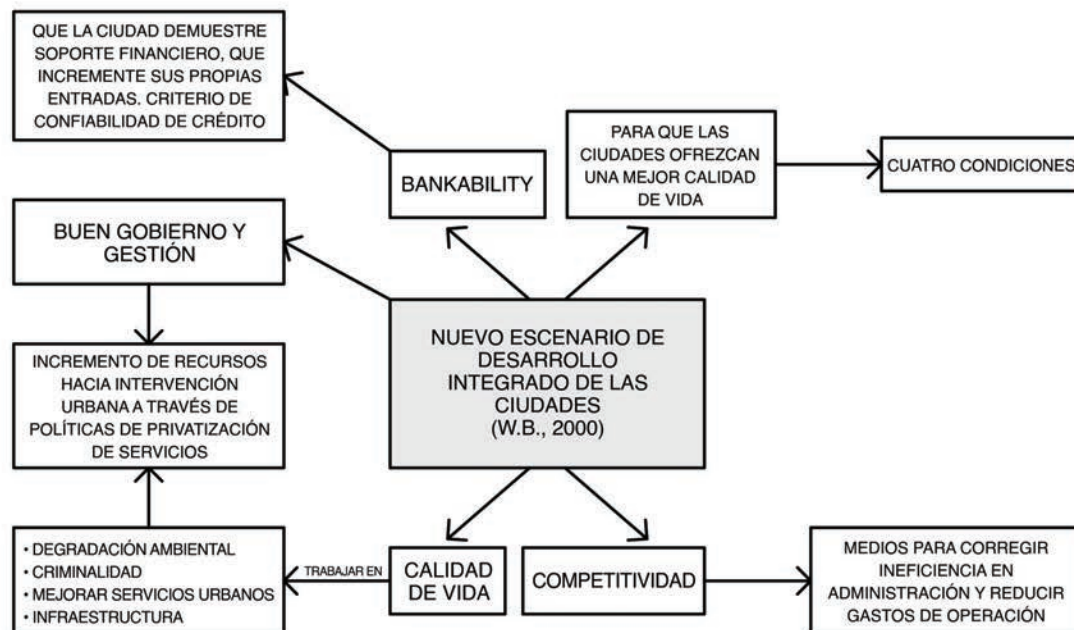 QUE LA CIUDAD DEMUESTRE
SOPORTE FINANCIERO, QUE
INCREMENTE SUS PROPIAS
ENTRADAS. CRITERIO DE
CONFIABILIDAD DE CRÉDITO
BANKABILITY
PARA QUE LAS
CIUDADES OFREZCAN
UNA MEJOR CALIDAD
DE VIDA
CUATRO CONDICIONES
BUEN GOBIERNO Y
GESTIÓN
INCREMENTO DE RECURSOS
HACIA INTERVENCIÓN
URBANA A TRAVÉS DE
POLÍTICAS DE PRIVATIZACIÓN
DE SERVICIOS
NUEVO ESCENARIO DE
DESARROLLO
INTEGRADO DE LAS
CIUDADES
(W.B., 2000)
• DEGRADACIÓN AMBIENTAL
• CRIMINALIDAD
• MEJORAR SERVICIOS URBANOS
• INFRAESTRUCTURA
TRABAJAR EN
CALIDAD
DE VIDA
COMPETITIVIDAD
MEDIOS PARA CORREGIR
INEFICIENCIA EN
ADMINISTRACIÓN Y REDUCIR
GASTOS DE OPERACIÓN